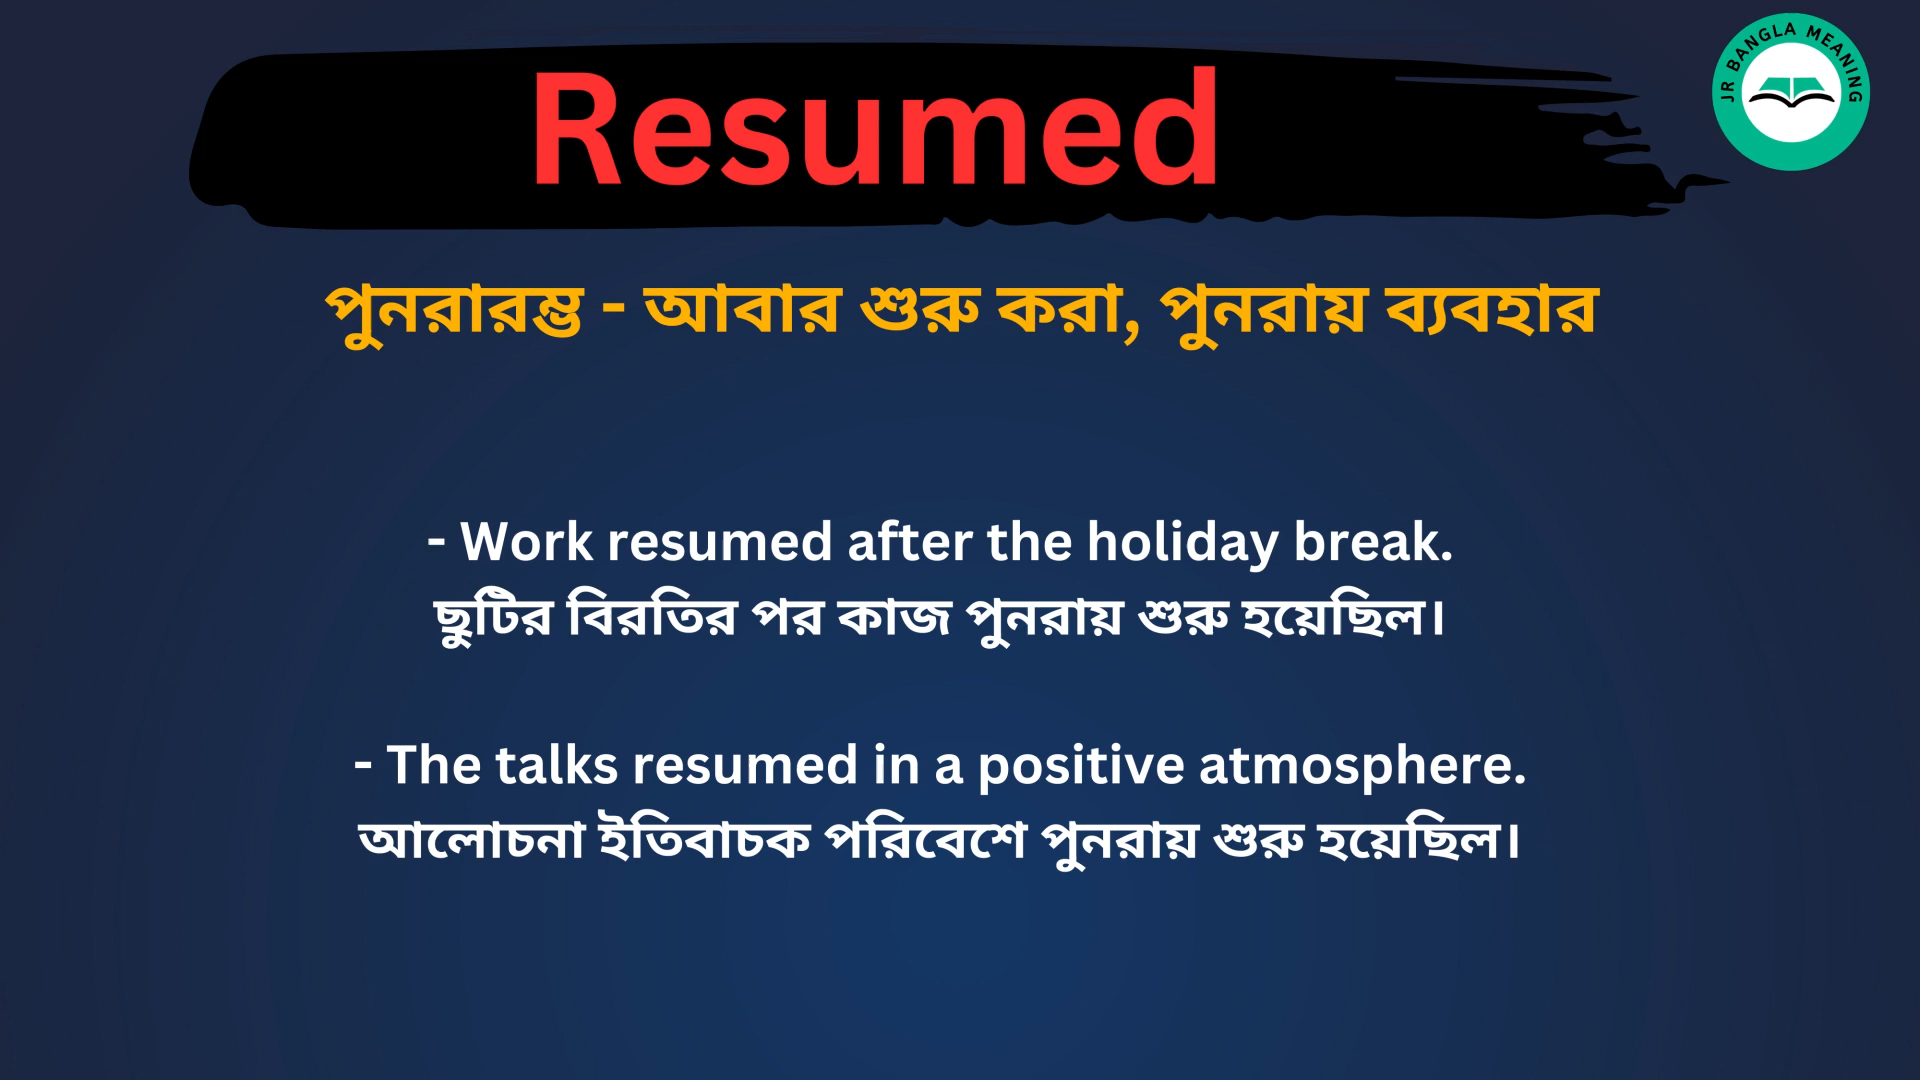 JR BANGLA MEANING
Resumed
পুনরারম্ভ - আবার শুরু করা, পুনরায় ব্যবহার
- Work resumed after the holiday break.
ছুটির বিরতির পর কাজ পুনরায় শুরু হয়েছিল।
- The talks resumed in a positive atmosphere.
আলোচনা ইতিবাচক পরিবেশে পুনরায় শুরু হয়েছিল।